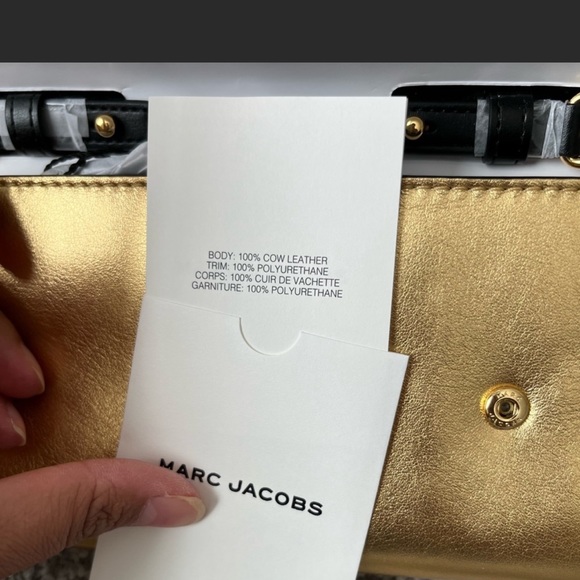 BODY: 100% COW LEATHER
TRIM: 100% POLYURETHANE
CORPS: 100% CUIR DE VACHETTE
GARNITURE: 100% POLYURETHANE
MARC JACOBS